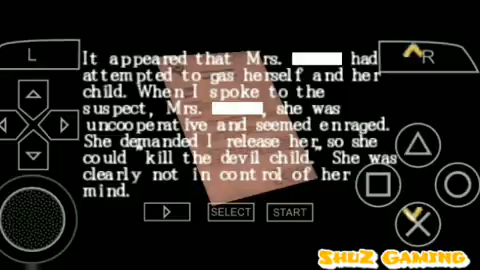 It appeared that Mrs. had
attempted to gas herself and her
child. When I spoke to the
suspect, Mrs. , she was
uncooperative and seemed enraged.
She demanded I release her, so she
could "kill the devil child." She was
clearly not in control of her
mind.
L
R
SELECT
START
ShuZ Gaming